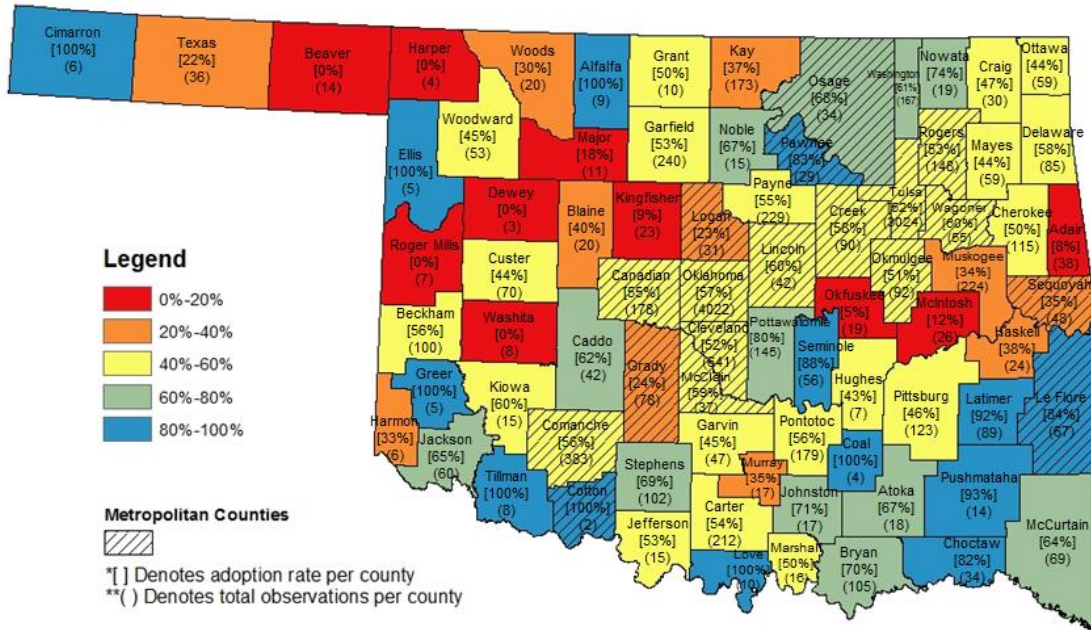 Cimarron
[100%]
(6)
Texas
[22%]
(36)
Beaver
[0%]
(14)
Harper
[0%]
(4)
Woods
[30%]
(20)
Alfalfa
[100%]
(9)
Grant
[50%]
(10)
Kay
[37%]
(173)
Osage
[68%]
(34)
Washington
[61%]
(167)
Nowata
[74%]
(19)
Craig
[47%]
(30)
Ottawa
[44%]
(59)
Woodward
[45%]
(53)
Ellis
[100%]
(5)
Major
[18%]
(11)
Garfield
[53%]
(240)
Noble
[67%]
(15)
Pawnee
[83%]
(29)
Rogers
[53%]
(148)
Mayes
[44%]
(59)
Delaware
[58%]
(85)
Dewey
[0%]
(3)
Blaine
[40%]
(20)
Kingfisher
[9%]
(23)
Logan
[23%]
(31)
Payne
[55%]
(229)
Creek
[58%]
(90)
Tulsa
Wagoner
[60%]
(55)
Cherokee
[50%]
(115)
Adair
[8%]
(38)
Roger Mills
[0%]
(7)
Custer
[44%]
(70)
Canadian
[55%]
(178)
Oklahoma
[57%]
(4022)
Lincoln
[60%]
(42)
Okmulgee
[51%]
(92)
Muskogee
[34%]
(224)
Sequoyah
[35%]
(48)
Beckham
[56%]
(100)
Washita
[0%]
(8)
Caddo
[62%]
(42)
Grady
[24%]
(78)
Cleveland
[52%]
McClain
[59%]
(37)
Pottawatomie
[80%]
(145)
Seminole
[88%]
(56)
Okfuskee
[5%]
(19)
McIntosh
[12%]
(26)
Haskell
[38%]
(24)
Le Flore
[84%]
(67)
Greer
[100%]
(5)
Kiowa
[60%]
(15)
Hughes
[43%]
(7)
Pittsburg
[46%]
(123)
Latimer
[92%]
(89)
Harmon
[33%]
(6)
Jackson
[65%]
(60)
Comanche
[56%]
(383)
Garvin
[45%]
(47)
Pontotoc
[56%]
(179)
Coal
[100%]
(4)
Tillman
[100%]
(8)
Cotton
[100%]
(2)
Stephens
[69%]
(102)
Murray
[35%]
(17)
Johnston
[71%]
(17)
Atoka
[67%]
(18)
Pushmataha
[93%]
(14)
McCurtain
[64%]
(69)
Jefferson
[53%]
(15)
Carter
[54%]
(212)
Love
[100%]
(10)
Marshal
[50%]
(16)
Bryan
[70%]
(105)
Choctaw
[82%]
(34)
Legend
0%-20%
20%-40%
40%-60%
60%-80%
80%-100%
Metropolitan Counties
*[ ] Denotes adoption rate per county
**( ) Denotes total observations per county